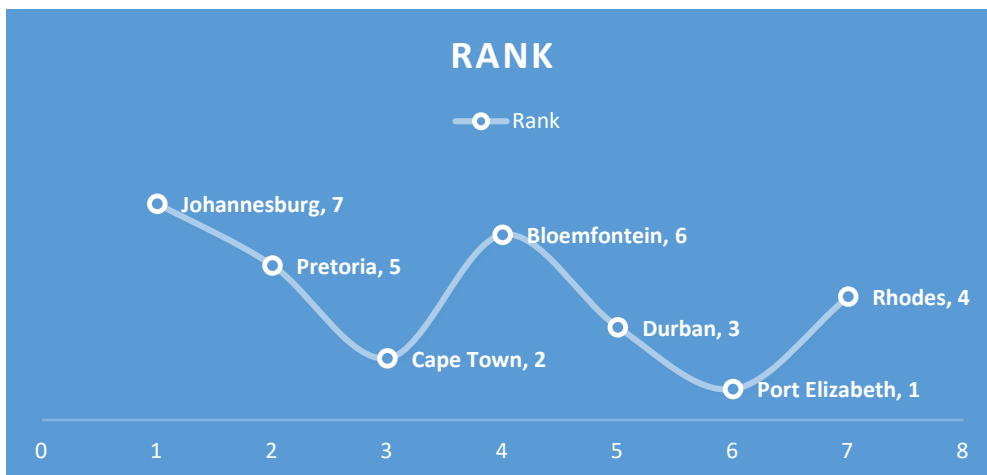 RANK
Rank
Johannesburg, 7
Pretoria, 5
Cape Town, 2
Bloemfontein, 6
Durban, 3
Port Elizabeth, 1
Rhodes, 4
0 1 2 3 4 5 6 7 8